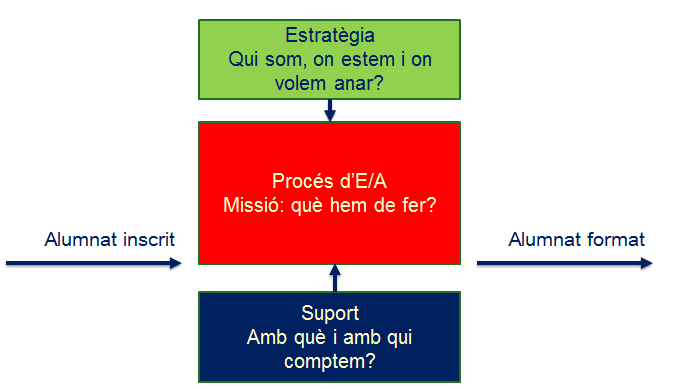 Estratègia
Qui som, on estem i on
volem anar?
Procés d'E/A
Missió: què hem de fer?
Alumnat inscrit
Alumnat format
Suport
Amb què i amb qui
comptem?